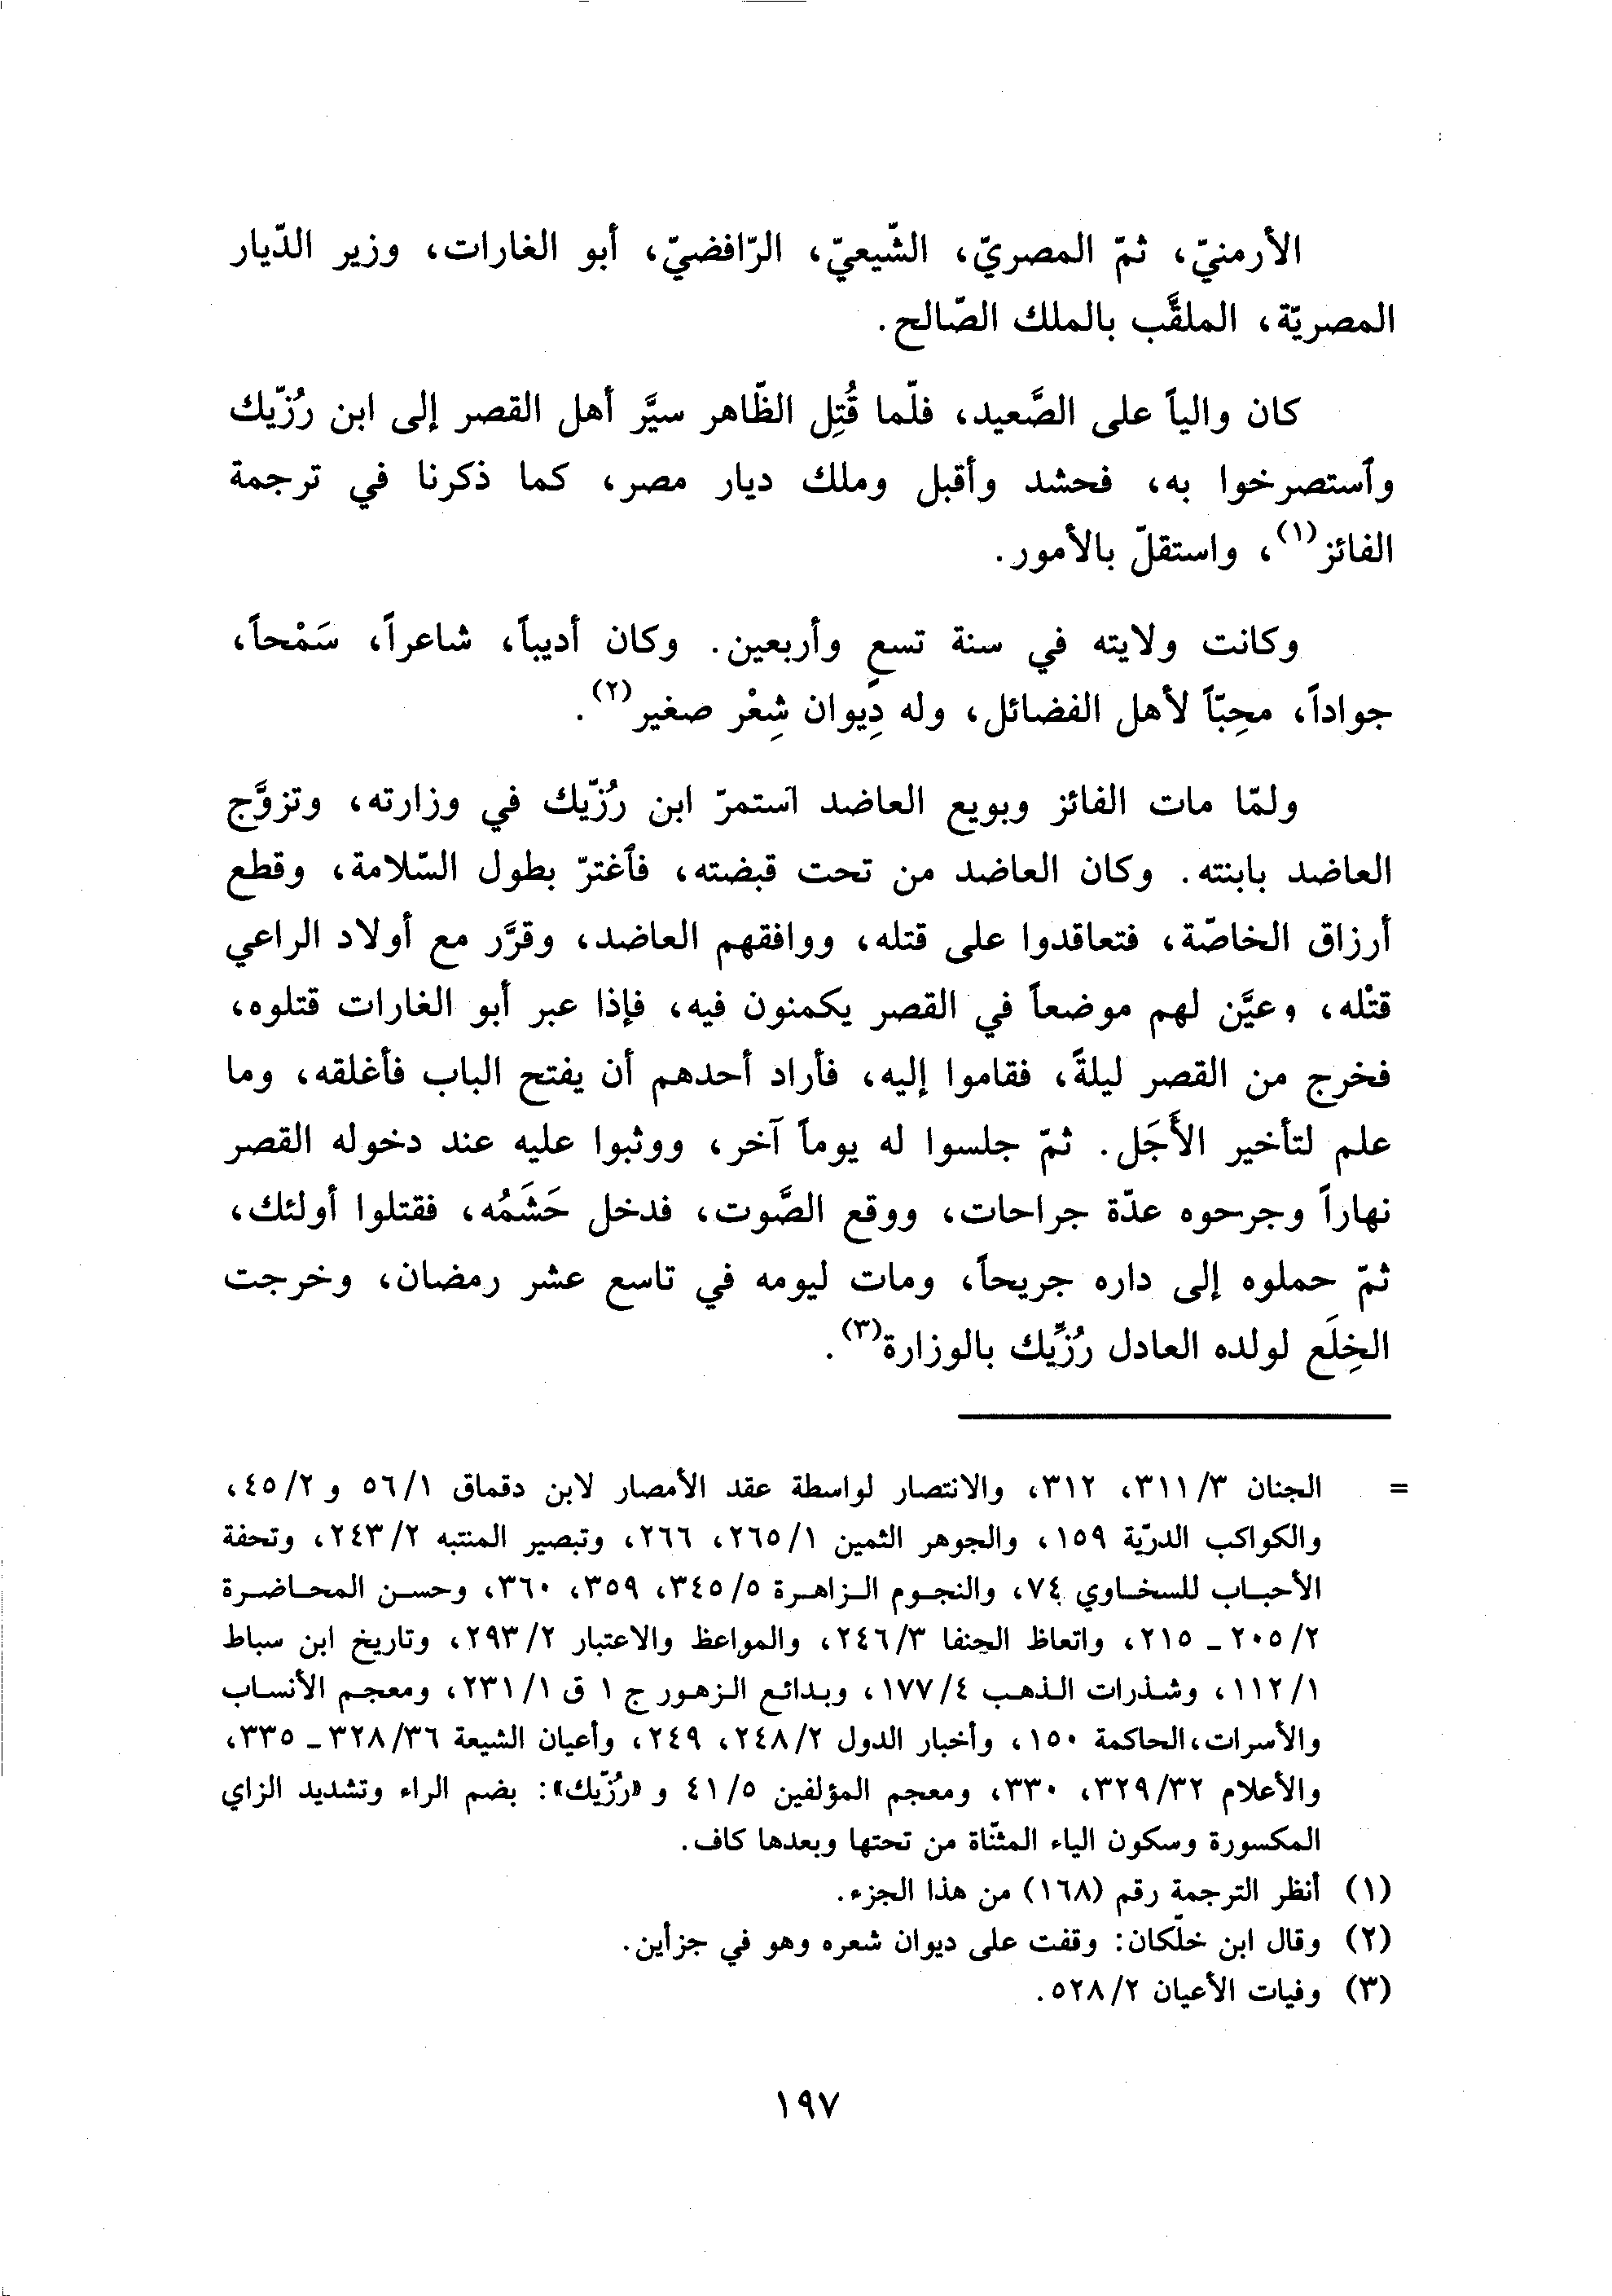 الأرمنيّ، ثمّ المصريّ، الشّيعيّ، الرّافضيّ، أبو الغارات، وزير الدّيار
المصريّة، الملقَّب بالملك الصّالح.
كان والياً على الصَّعيد، فلّما قُتِل الظّاهر سيَّر أهل القصر إلى ابن رُزّيك
وٱستصرخوا به، فحشد وأقبل وملك ديار مصر، كما ذكرنا في ترجمة
الفائز(١)، واستقلّ بالأمور.
وكانت ولايته في سنة تسعٍ وأربعين. وكان أديباً، شاعراً، سَمْحاً،
جواداً، محِبّاً لأهل الفضائل، وله دِيوان شِعْر صغير(٢).
ولمّا مات الفائز وبويع العاضد ٱستمرّ ابن رُزّيك في وزارته، وتزوَّج
العاضد بابنته. وكان العاضد من تحت قبضته، فٱغترّ بطول السّلامة، وقطع
أرزاق الخاصّة، فتعاقدوا على قتله، ووافقهم العاضد، وقرَّر مع أولاد الراعي
قتْله، وعيَّن لهم موضعاً في القصر يكمنون فيه، فإذا عبر أبو الغارات قتلوه،
فخرج من القصر ليلةً، فقاموا إليه، فأراد أحدهم أن يفتح الباب فأغلقه، وما
علم لتأخير الأَجَل. ثمّ جلسوا له يوماً آخر، ووثبوا عليه عند دخوله القصر
نهاراً وجرحوه عدّة جراحات، ووقع الصَّوت، فدخل حَشَمُه، فقتلوا أولئك،
ثمّ حملوه إلى داره جريحاً، ومات ليومه في تاسع عشر رمضان، وخرجت
الخِلَع لولده العادل رُزِّيك بالوزارة(٣).
= الجنان ٣١١/٣، ٣١٢، والانتصار لواسطة عقد الأمصار لابن دقماق ٥٦/١ و ٤٥/٢،
والكواكب الدريّة ١٥٩، والجوهر الثمين ٢٦٥/١، ٢٦٦، وتبصير المنتبه ٢٤٣/٢، وتحفة
الأحباب للسخاوي ٧٤، والنجوم الزاهرة ٣٤٥/٥، ٣٥٩، ٣٦٠، وحسن المحاضرة
٢٠٥/٢ ـ ٢١٥، واتعاظ الحنفا ٢٤٦/٣، والمواعظ والاعتبار ٢٩٣/٢، وتاريخ ابن سباط
١١٢/١، وشذرات الذهب ١٧٧/٤، وبدائع الزهور ج ١ ق ٢٣١/١، ومعجم الأنساب
والأسرات،الحاكمة ١٥٠، وأخبار الدول ٢٤٨/٢، ٢٤٩، وأعيان الشيعة ٣٢٨/٣٦ ـ ٣٣٥،
والأعلام ٣٢٩/٣٢، ٣٣٠، ومعجم المؤلفين ٤١/٥ و «رُزّيك»: بضم الراء وتشديد الزاي
المكسورة وسكون الياء المثنّاة من تحتها وبعدها كاف.
(١) أنظر الترجمة رقم (١٦٨) من هذا الجزء.
(٢) وقال ابن خلّكان: وقفت على ديوان شعره وهو في جزأين.
(٣) وفيات الأعيان ٥٢٨/٢.
١٩٧